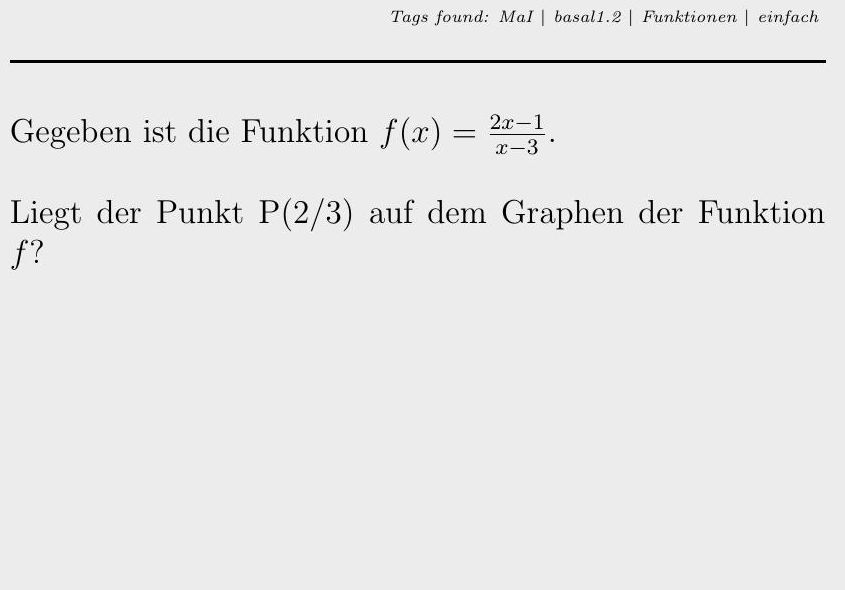 Tags found: MaI | basal1.2 | Funktionen | einfach
Gegeben ist die Funktion f(x) = \frac{2x-1}{x-3}.
Liegt der Punkt P(2/3) auf dem Graphen der Funktion
f?